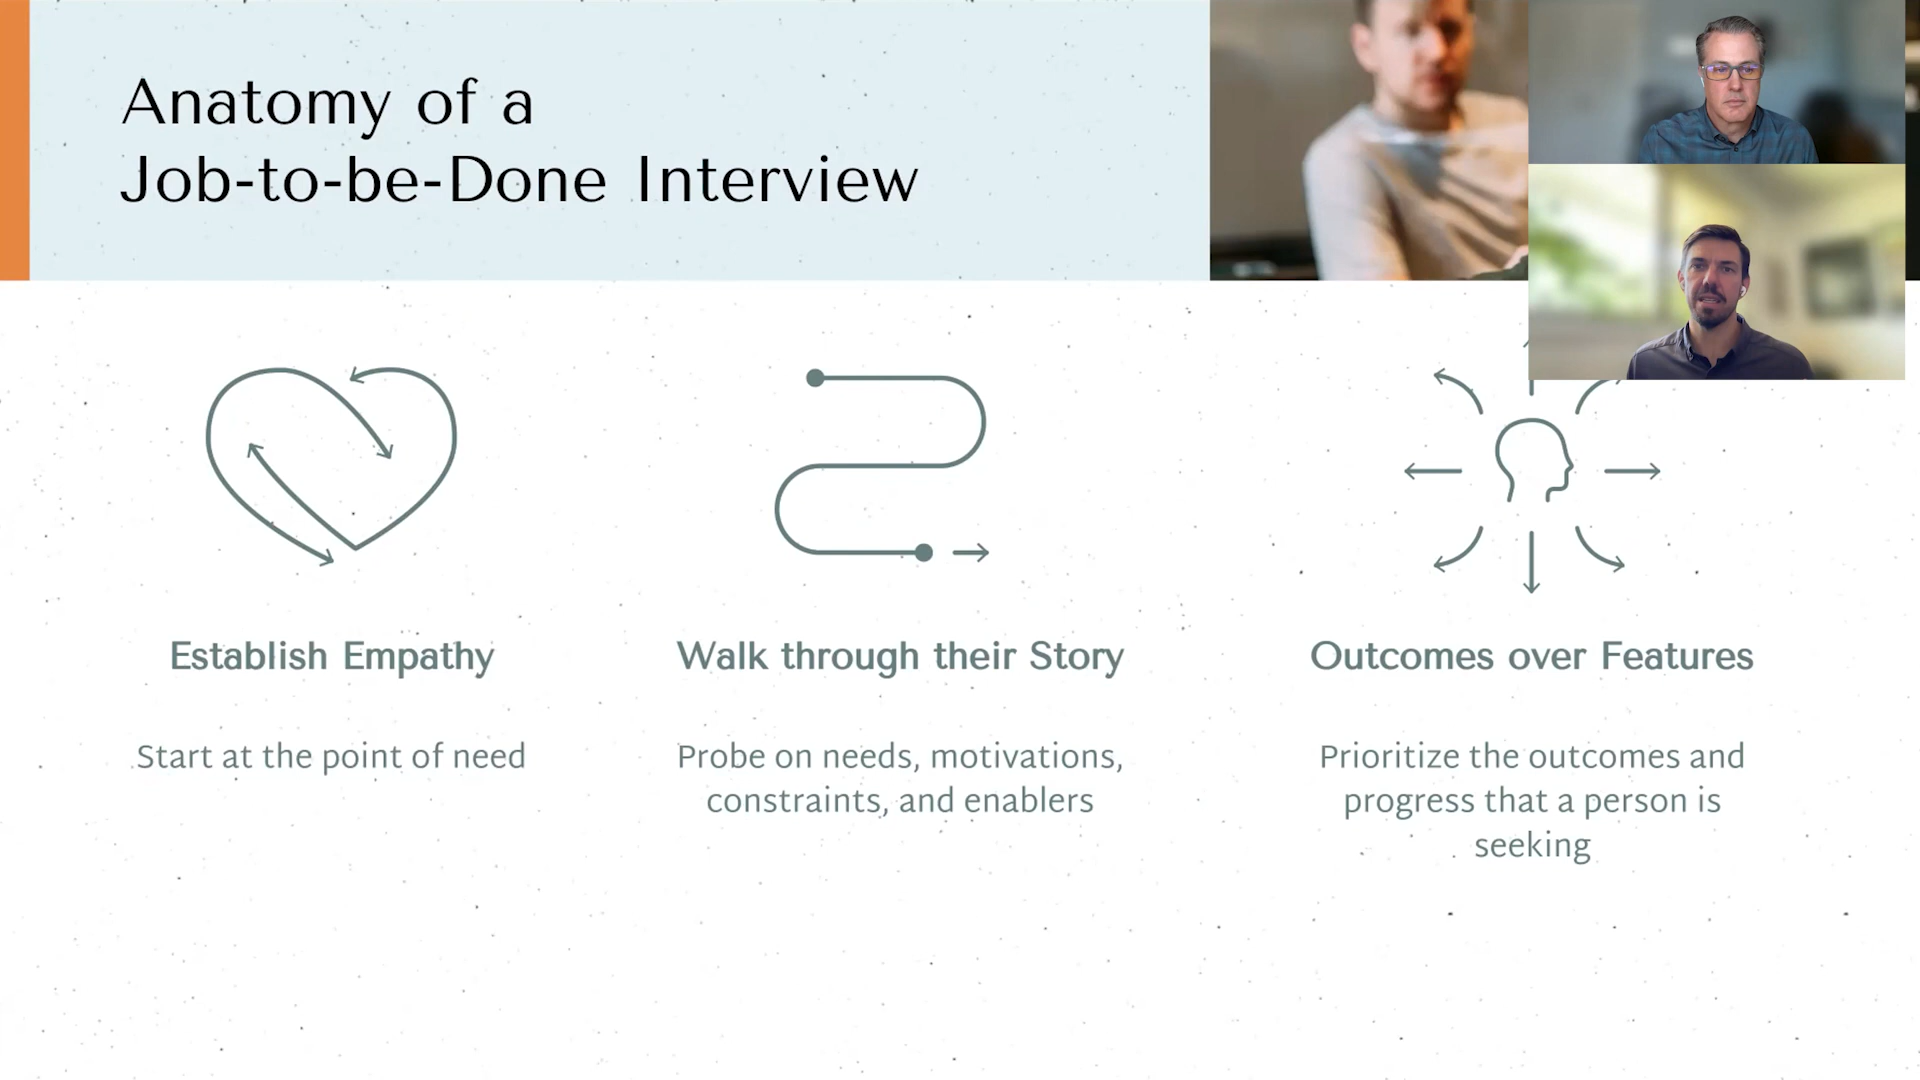 Anatomy of a
Job-to-be-Done Interview
Establish Empathy
Start at the point of need
Walk through their Story
Probe on needs, motivations,
constraints, and enablers
Outcomes over Features
Prioritize the outcomes and
progress that a person is
seeking